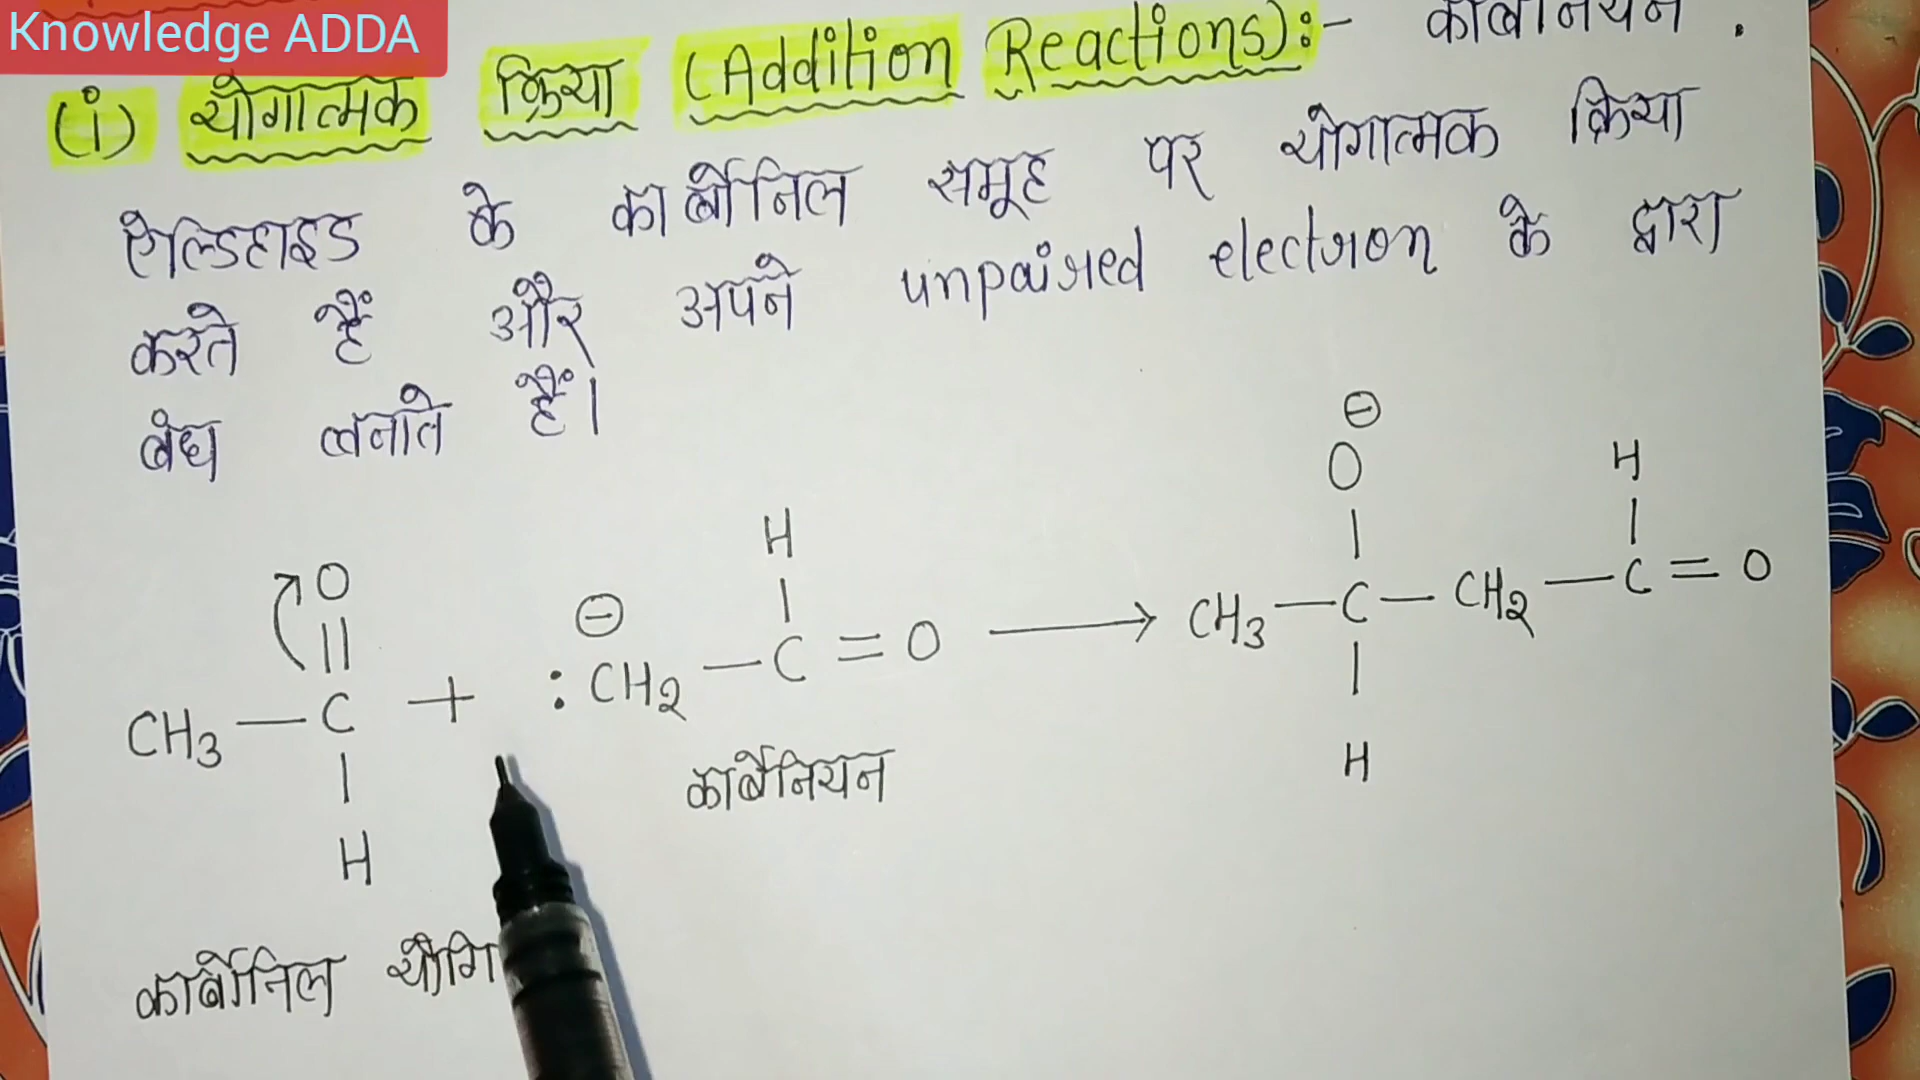 Knowledge ADDA
(i) योगात्मक क्रिया (Addition Reactions):- कार्बेनियन
ऐल्डिहाइड के कार्बोनिल समूह पर योगात्मक क्रिया
करते हैं और अपने unpaired electron के द्वारा
बंध बनाते हैं।
⊖
O H
H
O ⊖ | |
|| | CH3 — C — CH2 — C = O
CH3 — C + :CH2 — C = O ⟶ |
| कार्बेनियन H
H
कार्बोनिल यौगि